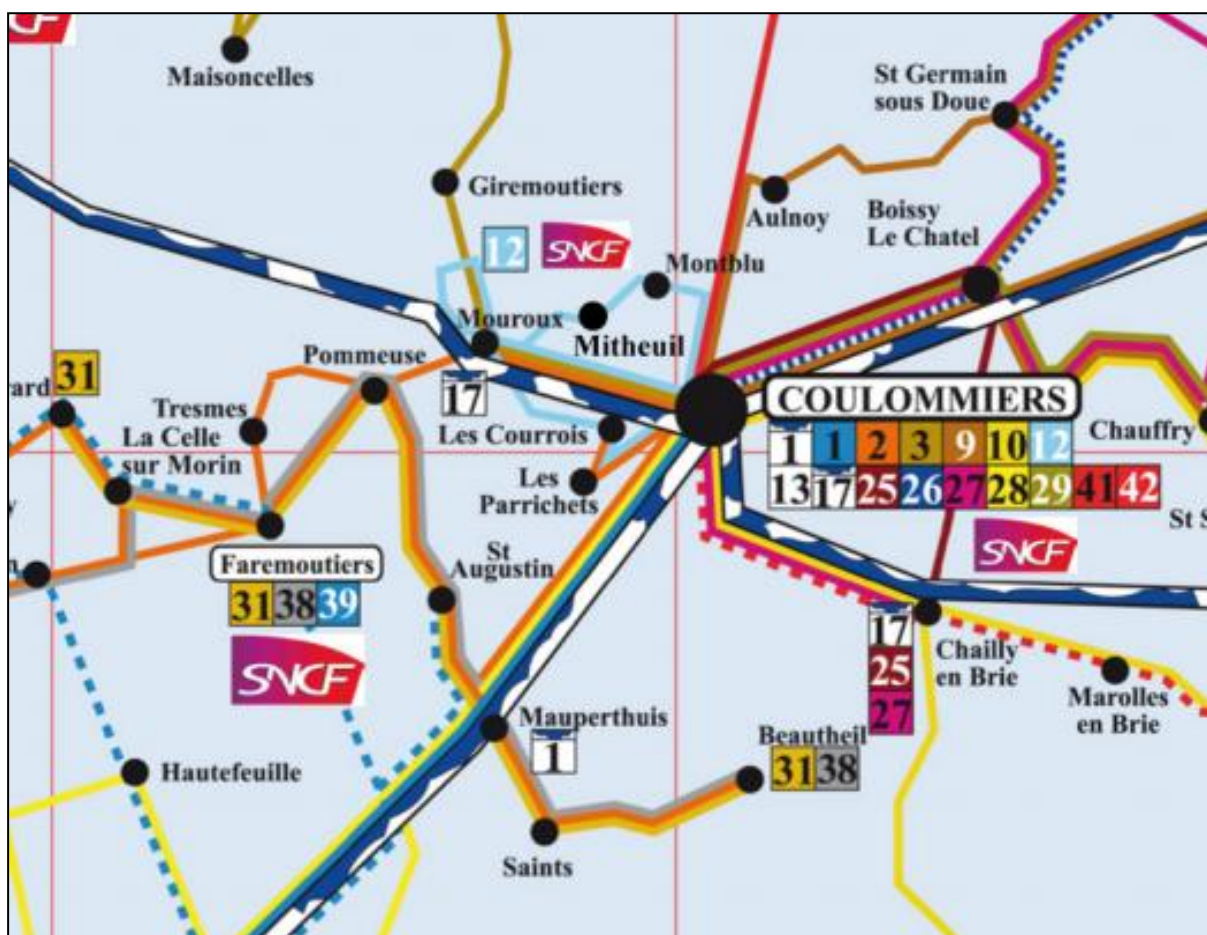 CF
Maisoncelles
St Germain
sous Doue
Giremoutiers
Aulnoy
Boissy
Le Chatel
12
SNCF
Montblu
Mouroux
Mitheuil
Pommeuse
31
17
COULOMMIERS
1 1 2 3 9 10 12
13 17 25 26 27 28 29 41 42
Chauffry
Tresmes
La Celle
sur Morin
Les Courrois
Les
Parrichets
SNCF
St
Augustin
Faremoutiers
31 38 39
SNCF
17
25
27
Chailly
en Brie
Marolles
en Brie
Mauperthuis
1
Beautheil
31 38
Hautefeuille
Saints